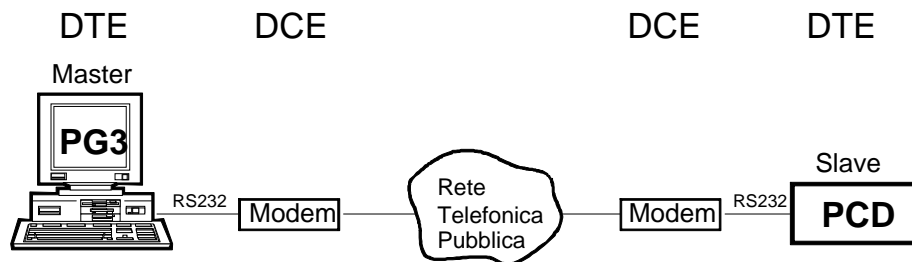 DTE DCE DCE DTE
Master
PG3
Slave
RS232 Modem
Rete
Telefonica
Pubblica
Modem RS232 PCD